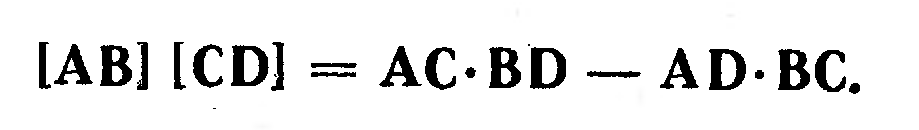 [AB] [CD] = AC·BD — AD·BC.